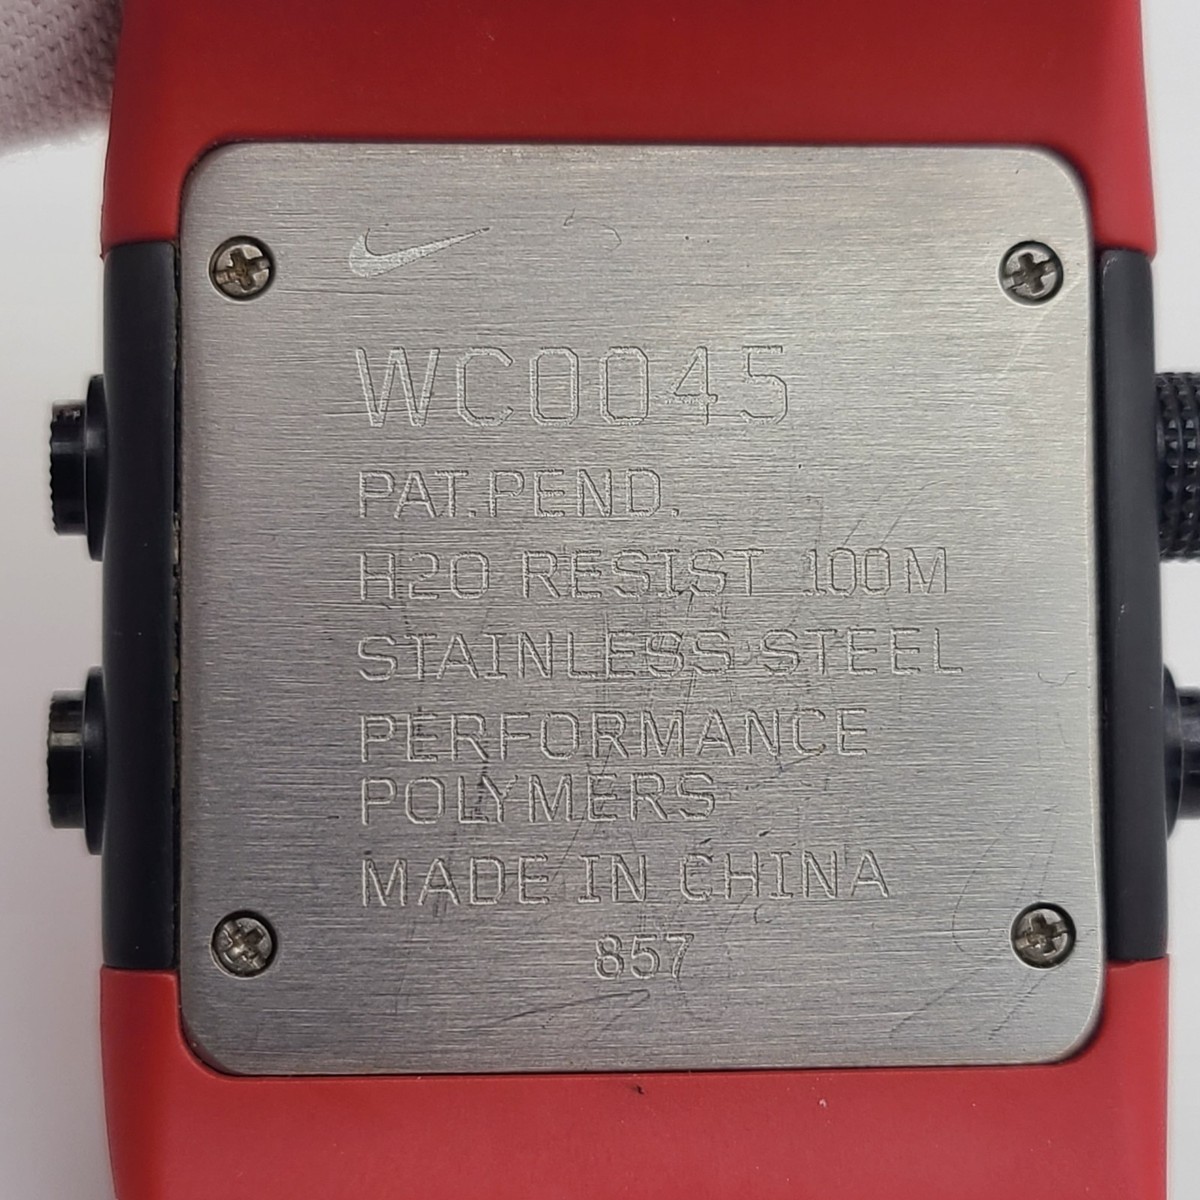 WC0045
PAT.PEND.
H2O RESIST 100M
STAINLESS STEEL
PERFORMANCE
POLYMERS
MADE IN CHINA
857